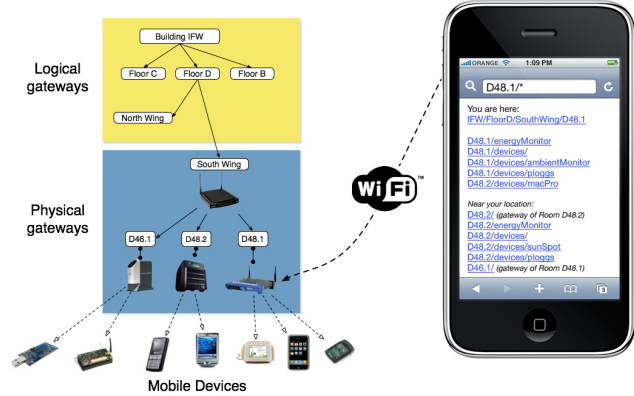 Building IFW
Logical
gateways
Floor C
Floor D
Floor B
North Wing
South Wing
Physical
gateways
D46.1
D48.2
D48.1
Mobile Devices
Wi Fi ™
ORANGE
1:09 PM
D48.1/*
You are here:
IFW/FloorD/SouthWing/D48.1
D48.1/energyMonitor
D48.1/devices/
D48.1/devices/ambientMonitor
D48.1/devices/ploggs
D48.2/devices/macPro
Near your location:
D48.2/ (gateway of Room D48.2)
D48.2/energyMonitor
D48.2/devices/
D48.2/devices/sunSpot
D48.2/devices/ploggs
D46.1/ (gateway of Room D46.1)
3